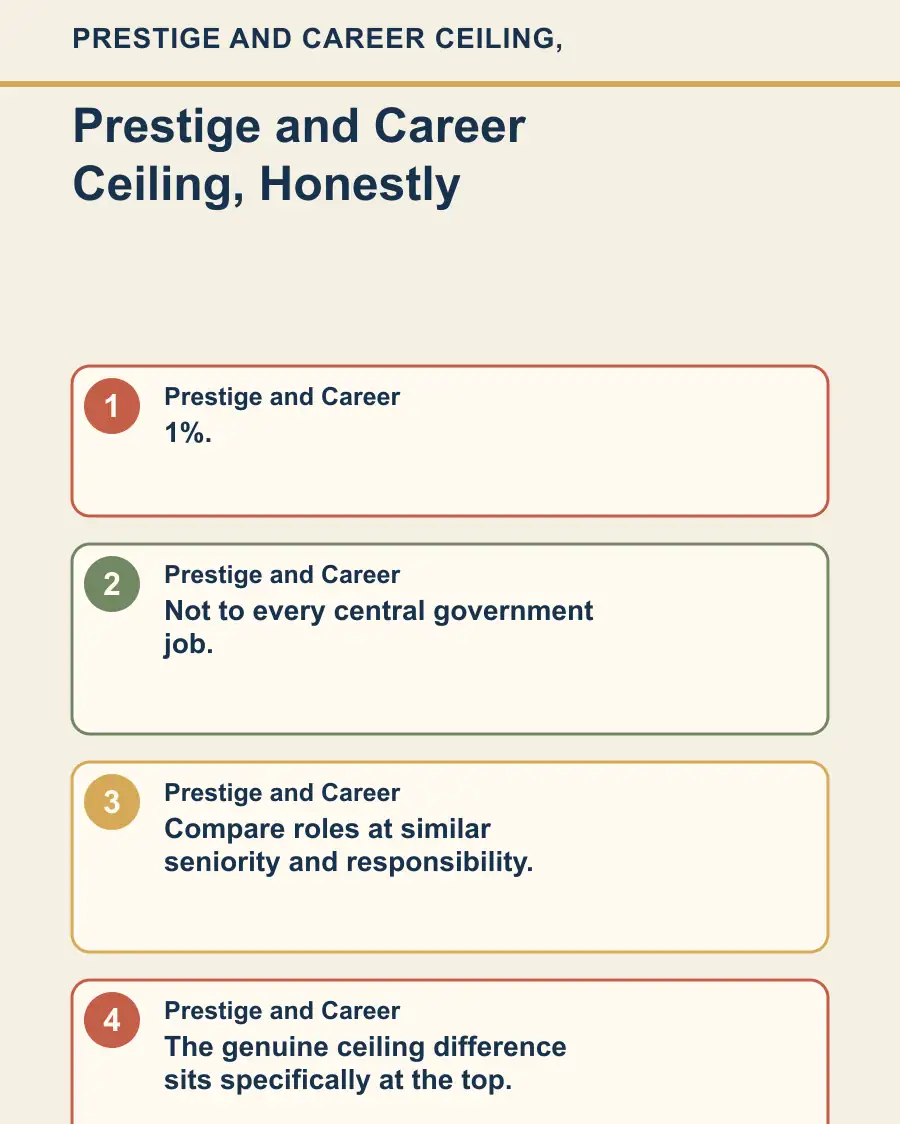 PRESTIGE AND CAREER CEILING,
Prestige and Career
Ceiling, Honestly
1
Prestige and Career
1%.
2
Prestige and Career
Not to every central government
job.
3
Prestige and Career
Compare roles at similar
seniority and responsibility.
4
Prestige and Career
The genuine ceiling difference
sits specifically at the top.